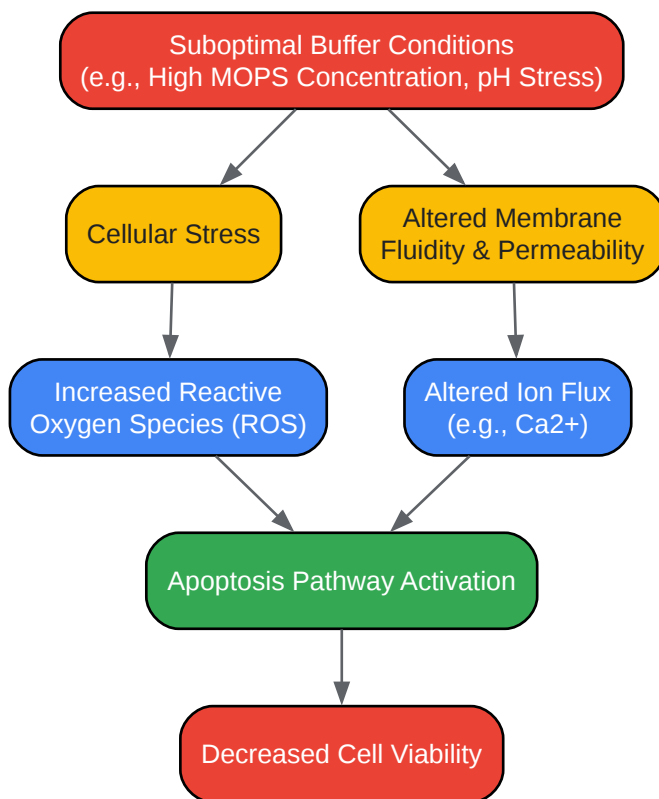 Suboptimal Buffer Conditions
(e.g., High MOPS Concentration, pH Stress)
Cellular Stress
Altered Membrane
Fluidity & Permeability
Increased Reactive
Oxygen Species (ROS)
Altered Ion Flux
(e.g., Ca2+)
Apoptosis Pathway Activation
Decreased Cell Viability